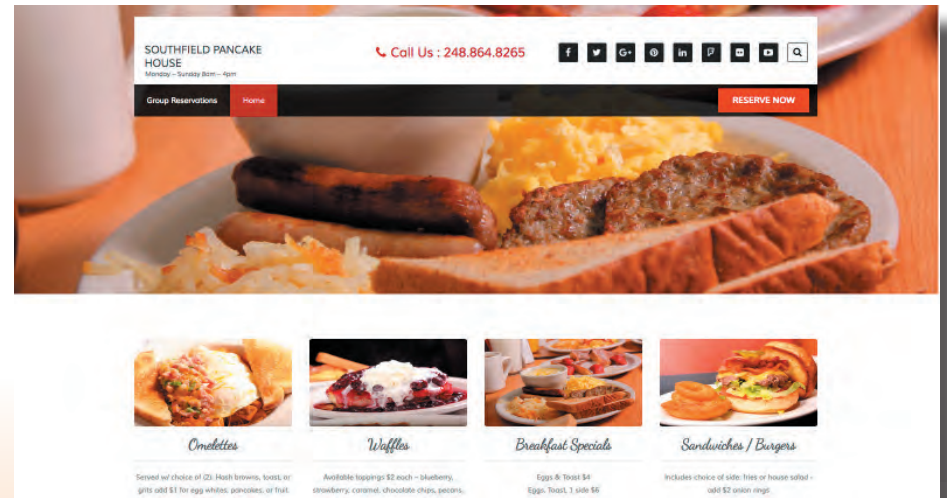 SOUTHFIELD PANCAKE
HOUSE
Monday – Sunday 8am – 4pm
Call Us : 248.864.8265
Group Reservations
Home
RESERVE NOW
Omelettes
Served w/ choice of (2): Hash browns, toast, or
grits add $1 for egg whites, pancakes, or fruit.
Waffles
Available toppings $2 each – blueberry,
strawberry, caramel, chocolate chips, pecans,
Breakfast Specials
Eggs & Toast $4
Eggs, Toast, 1 side $6
Sandwiches / Burgers
Includes choice of side: fries or house salad -
add $2 onion rings